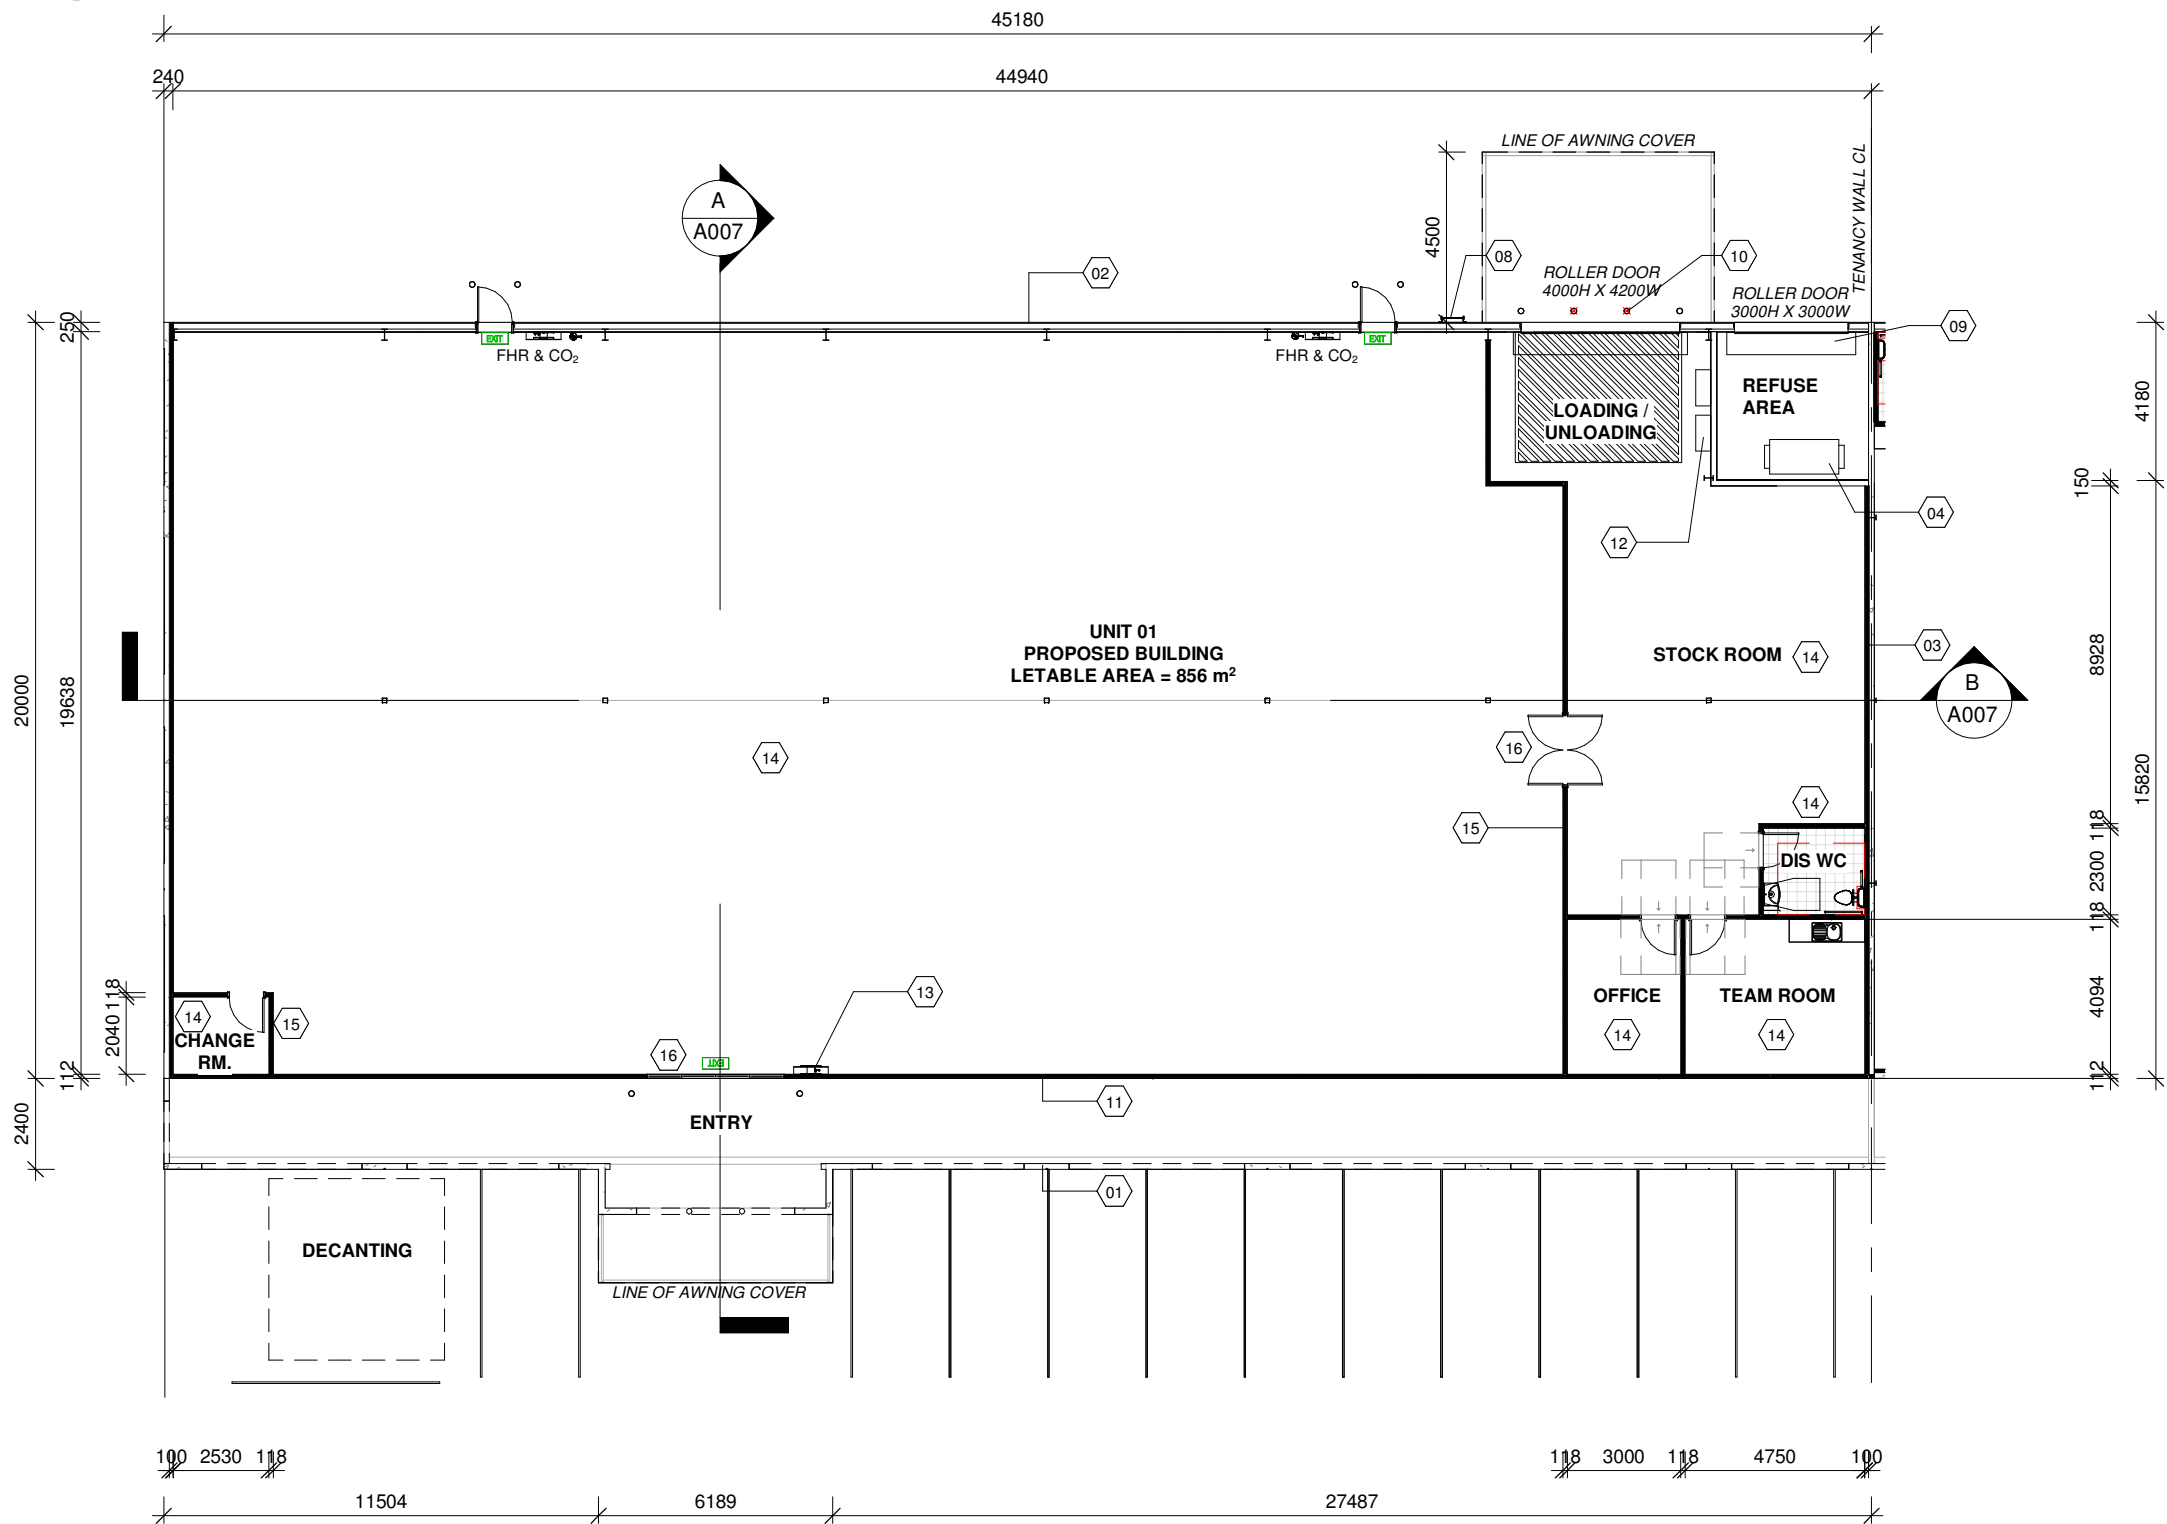 45180
240
44940
LINE OF AWNING COVER
TENANCY WALL CL
A
A007
4500
02
08
10
ROLLER DOOR
4000H X 4200W
ROLLER DOOR
3000H X 3000W
09
250
EXIT
FHR & CO₂
FHR & CO₂
EXIT
REFUSE
AREA
LOADING /
UNLOADING
4180
150
04
12
UNIT 01
PROPOSED BUILDING
LETABLE AREA = 856 m²
STOCK ROOM
14
03
8928
20000
19638
B
A007
14
16
15820
14
15
118
DIS WC
2300
118
13
118
2040
14
15
CHANGE
RM.
OFFICE
TEAM ROOM
14
14
4094
16
EXIT
112
112
11
ENTRY
2400
01
DECANTING
LINE OF AWNING COVER
100
2530
118
118
3000
118
4750
100
11504
6189
27487